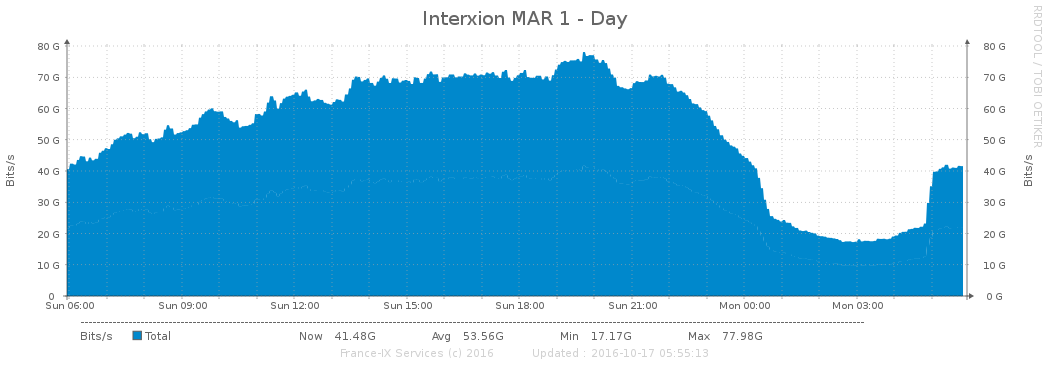 Interxion MAR 1 - Day
RRDTOOL / TOBI OETIKER
Bits/s
Bits/s
80 G 80 G
70 G 70 G
60 G 60 G
50 G 50 G
40 G 40 G
30 G 30 G
20 G 20 G
10 G 10 G
0 0 G
Sun 06:00 Sun 09:00 Sun 12:00 Sun 15:00 Sun 18:00 Sun 21:00 Mon 00:00 Mon 03:00
Bits/s Total Now 41.48G Avg 53.56G Min 17.17G Max 77.98G
France-IX Services (c) 2016 Updated : 2016-10-17 05:55:13